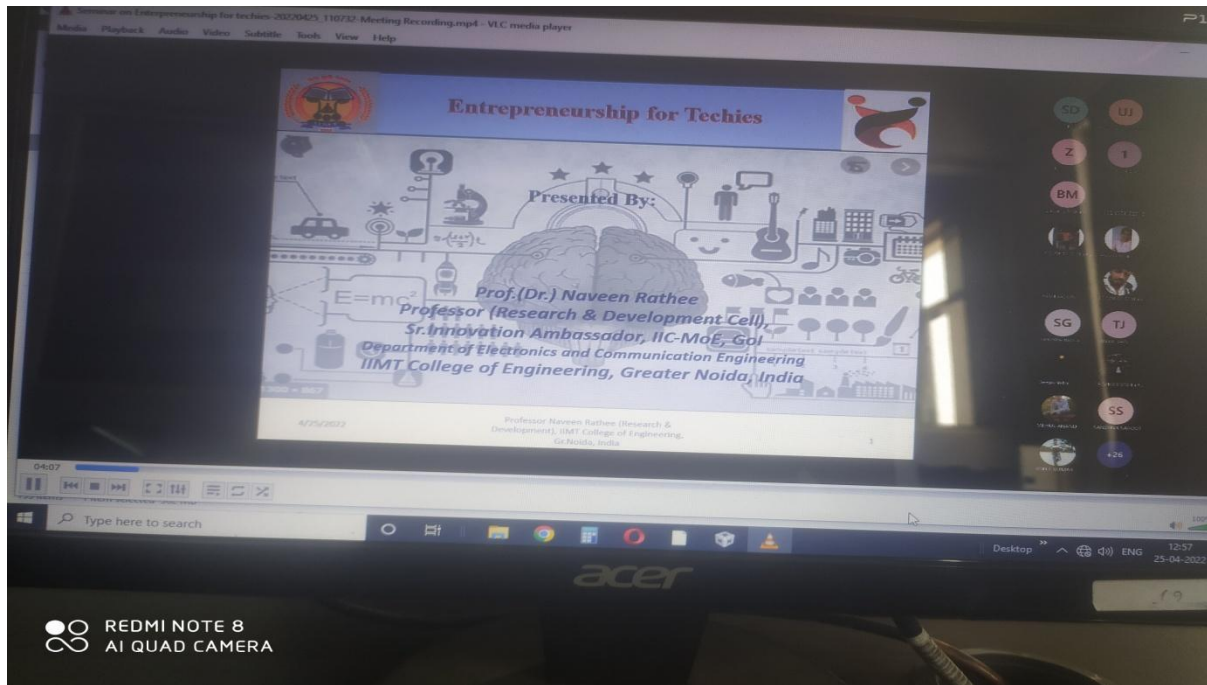 Seminar on Entrepreneurship for techies-20220425_110732-Meeting Recording.mp4 - VLC media player
Media Playback Audio Video Subtitle Tools View Help
Entrepreneurship for Techies
Presented By:
E=mc²
Prof.(Dr.) Naveen Rathee
Professor (Research & Development Cell),
Sr.Innovation Ambassador, IIC-MoE, GoI
Department of Electronics and Communication Engineering
IIMT College of Engineering, Greater Noida, India
4/25/2022
Professor Naveen Rathee (Research &
Development), IIMT College of Engineering,
Gr.Noida, India
1
SD UJ
Z 1
BM
SG TJ
SS
+26
04:07
100%
Type here to search
Desktop
ENG
12:57
25-04-2022
acer
REDMI NOTE 8
AI QUAD CAMERA